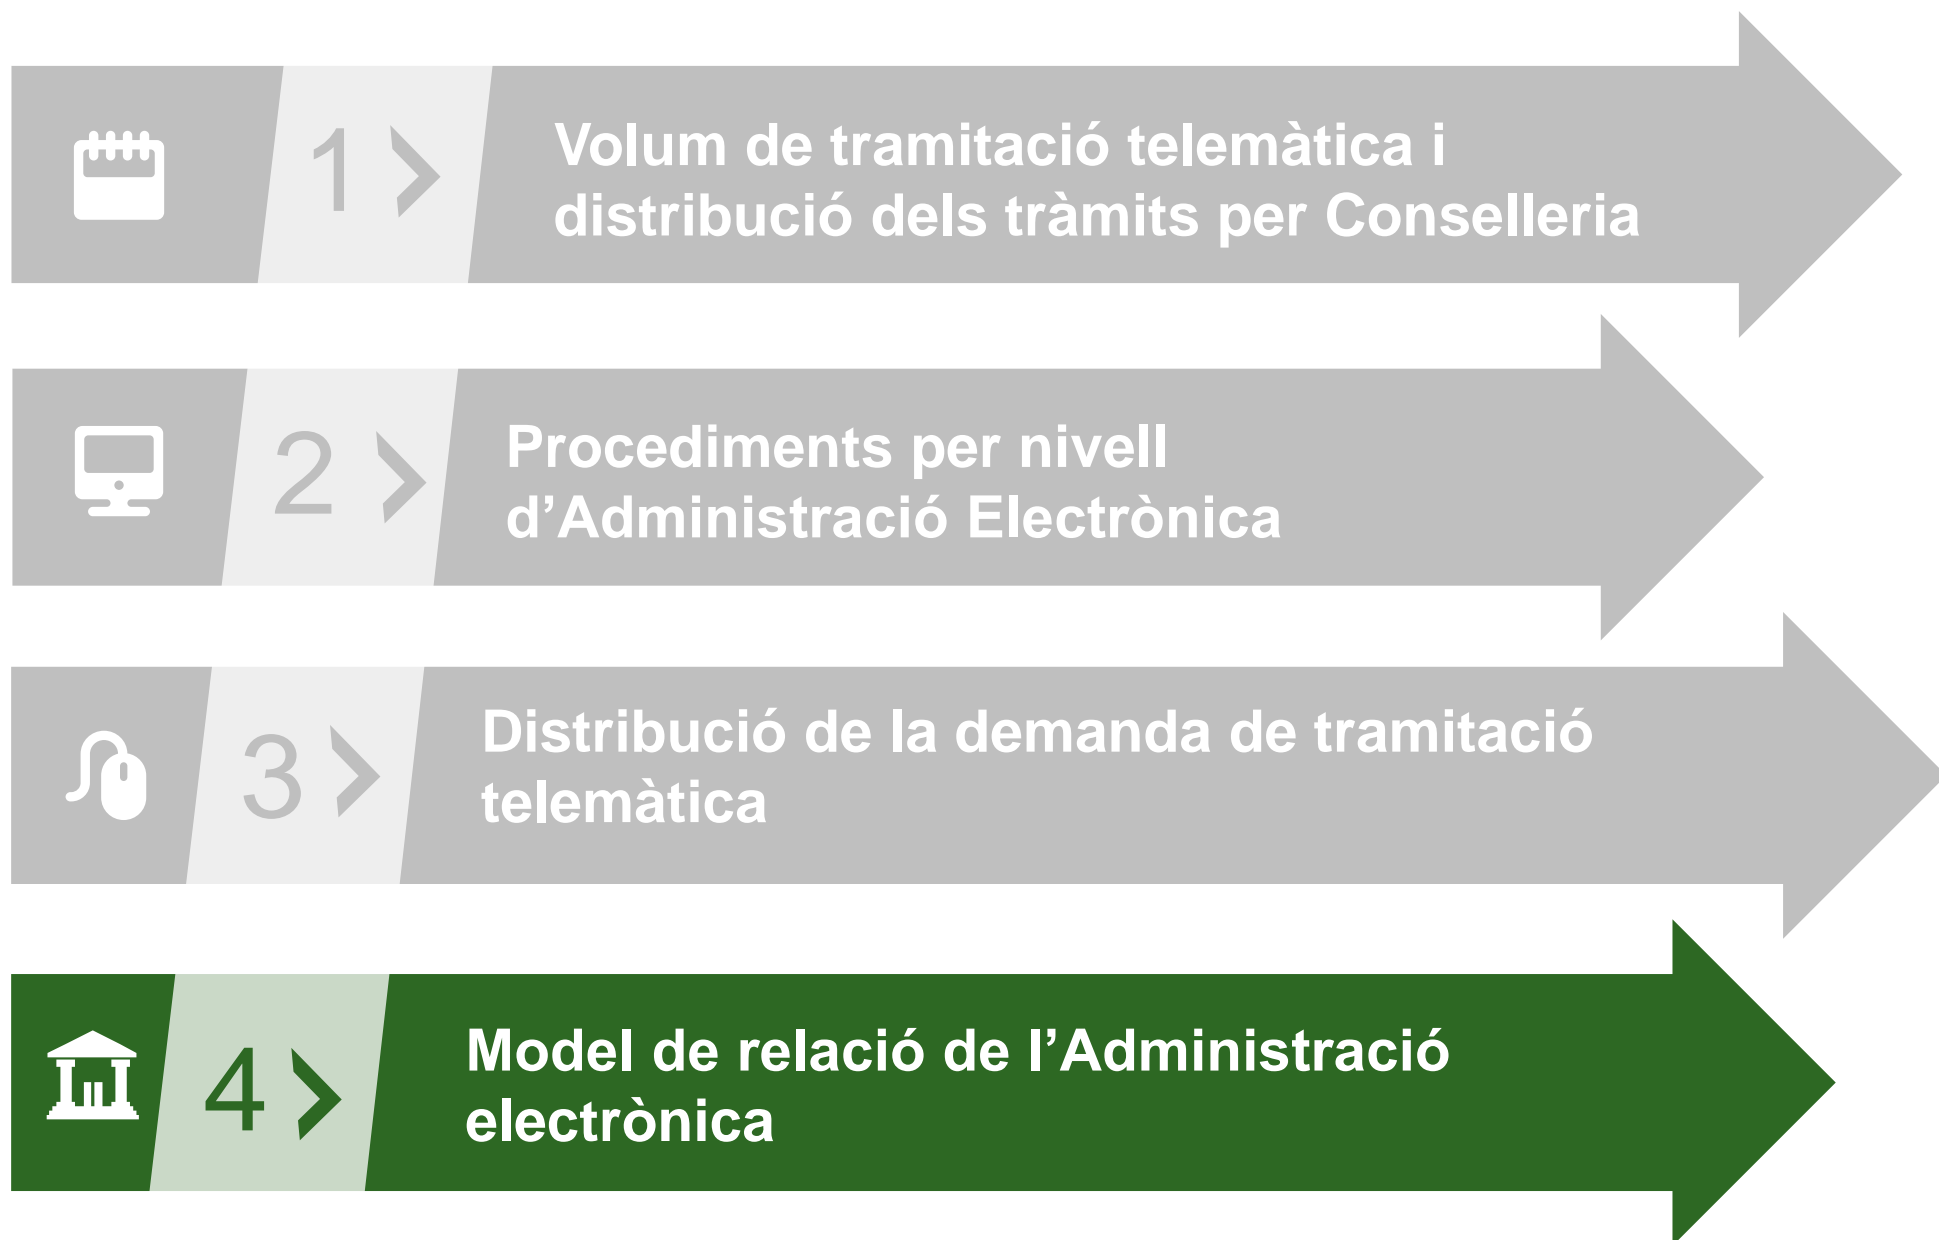 1
Volum de tramitació telemàtica i
distribució dels tràmits per Conselleria
2
Procediments per nivell
d’Administració Electrònica
3
Distribució de la demanda de tramitació
telemàtica
4
Model de relació de l’Administració
electrònica